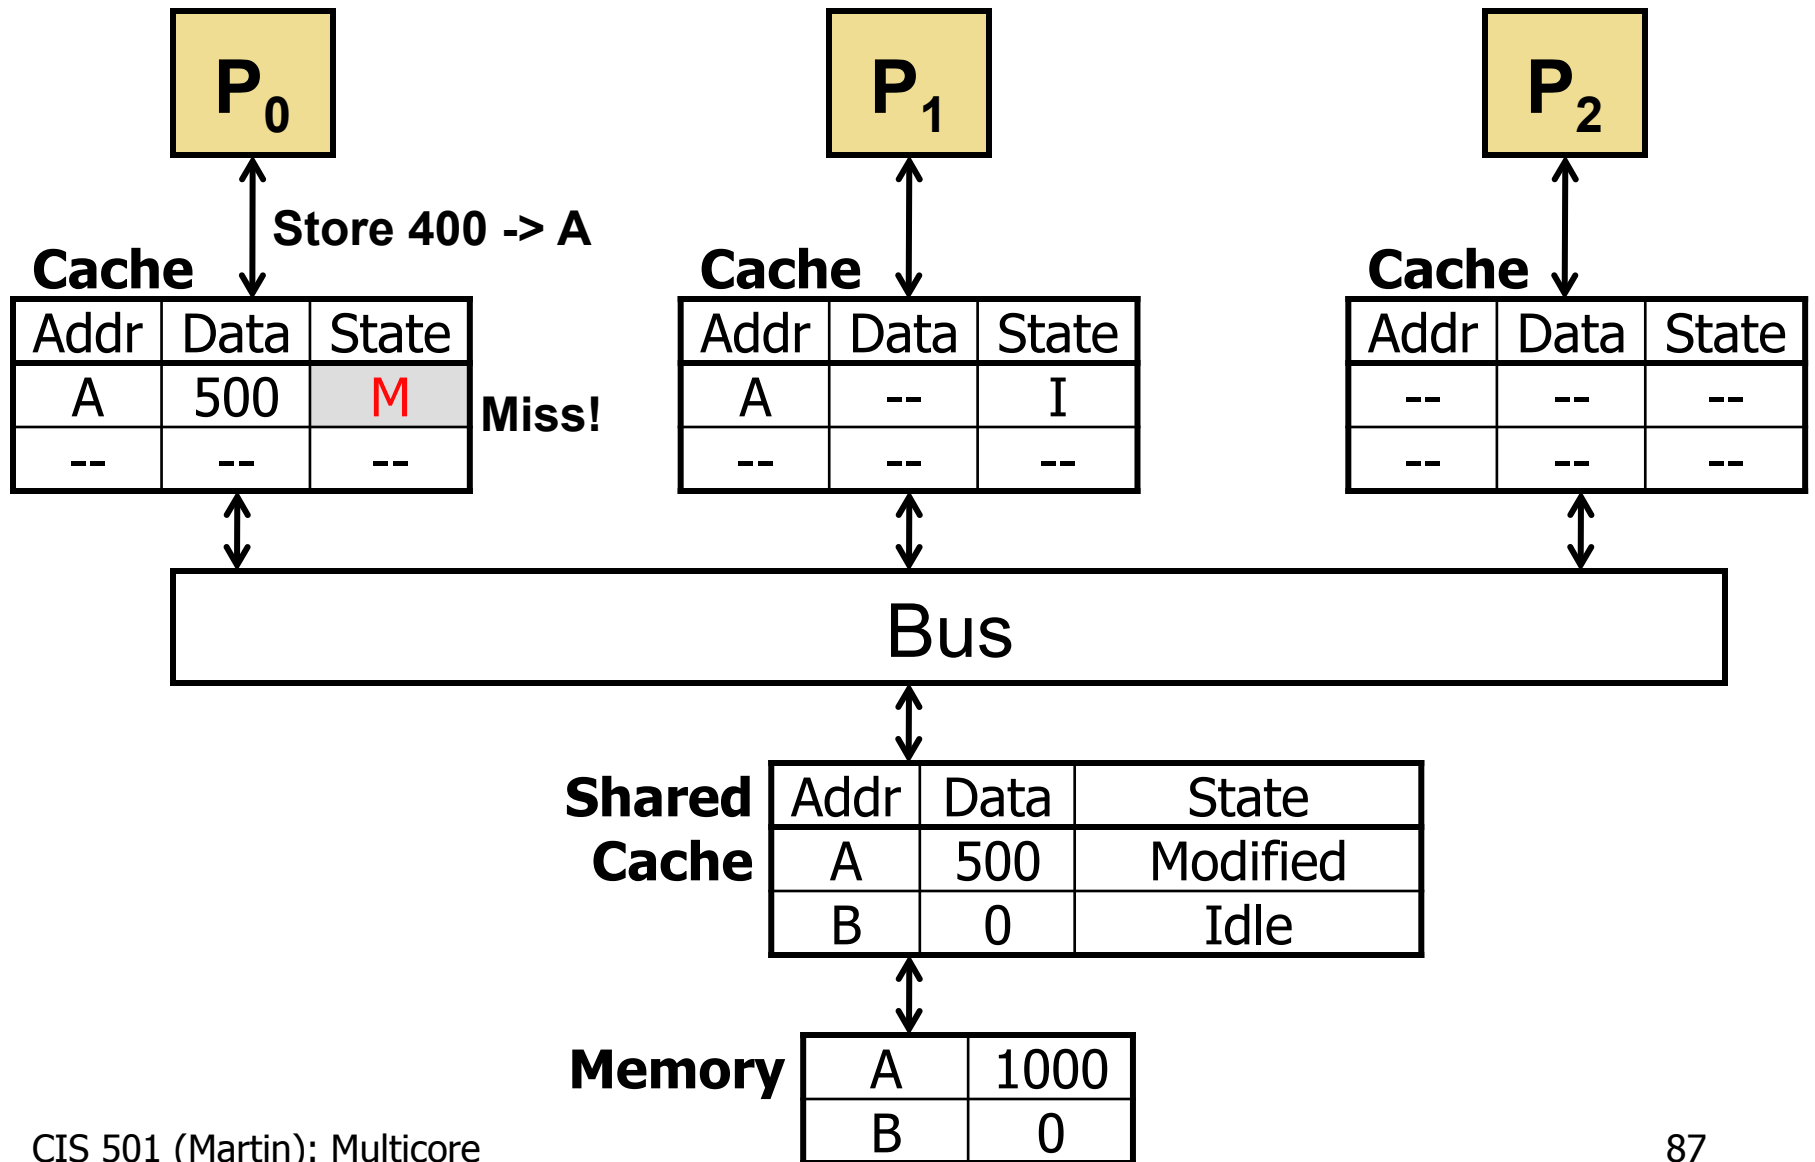 P0 P1 P2
Store 400 -> A
Cache Cache Cache
Addr Data State Addr Data State Addr Data State
A 500 M Miss! A -- I -- -- --
-- -- -- -- -- -- -- -- --
Bus
Shared Addr Data State
Cache A 500 Modified
B 0 Idle
Memory A 1000
B 0
CIS 501 (Martin): Multicore 87